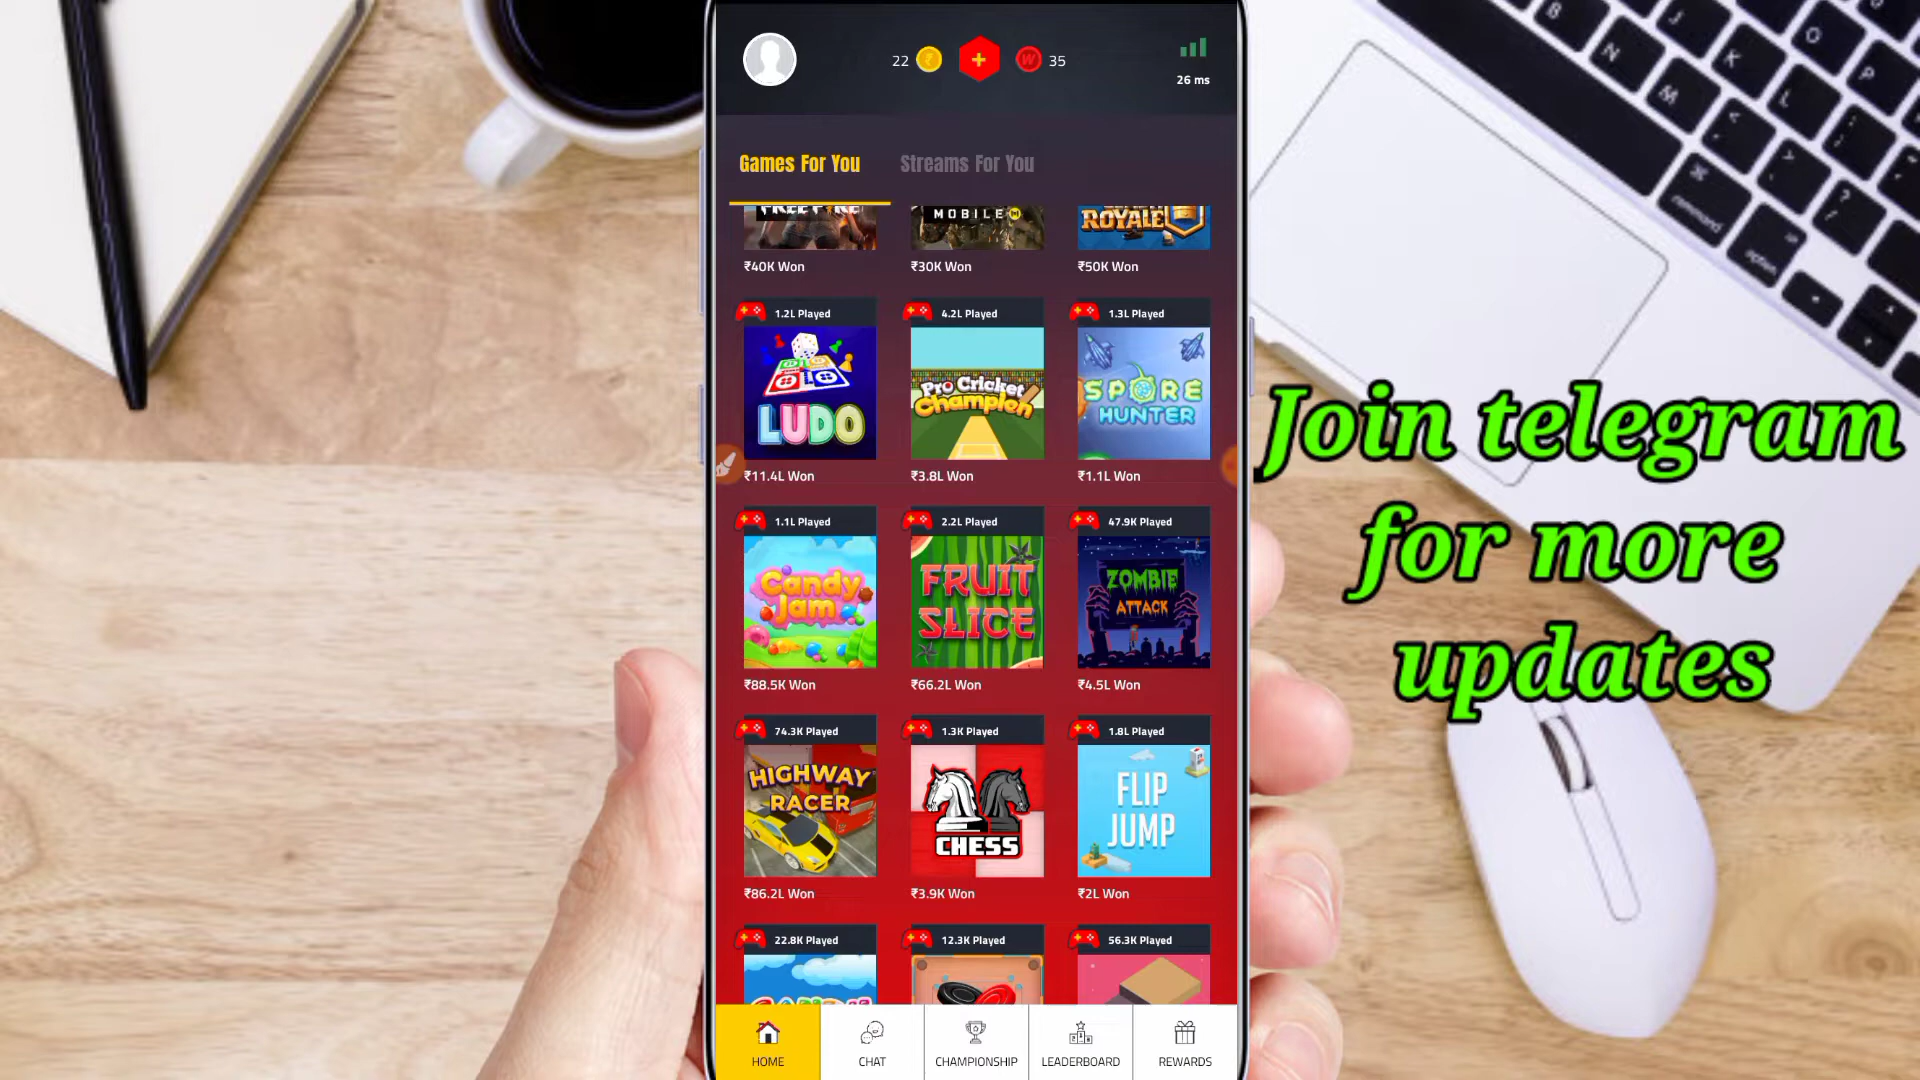 22
35
26 ms
Games For You
Streams For You
FREE FIRE
MOBILE
ROYALE
₹40K Won
₹30K Won
₹50K Won
1.2L Played
4.2L Played
1.3L Played
LUDO
Pro Cricket
Champion
SPORE
HUNTER
₹11.4L Won
₹3.8L Won
₹1.1L Won
1.1L Played
2.2L Played
47.9K Played
Candy
Jam
FRUIT
SLICE
ZOMBIE
ATTACK
₹88.5K Won
₹66.2L Won
₹4.5L Won
74.3K Played
1.3K Played
1.8L Played
HIGHWAY
RACER
CHESS
FLIP
JUMP
₹86.2L Won
₹3.9K Won
₹2L Won
22.8K Played
12.3K Played
56.3K Played
HOME
CHAT
CHAMPIONSHIP
LEADERBOARD
REWARDS
Join telegram
for more
updates
B
N
M
O
P
K
L
command
option